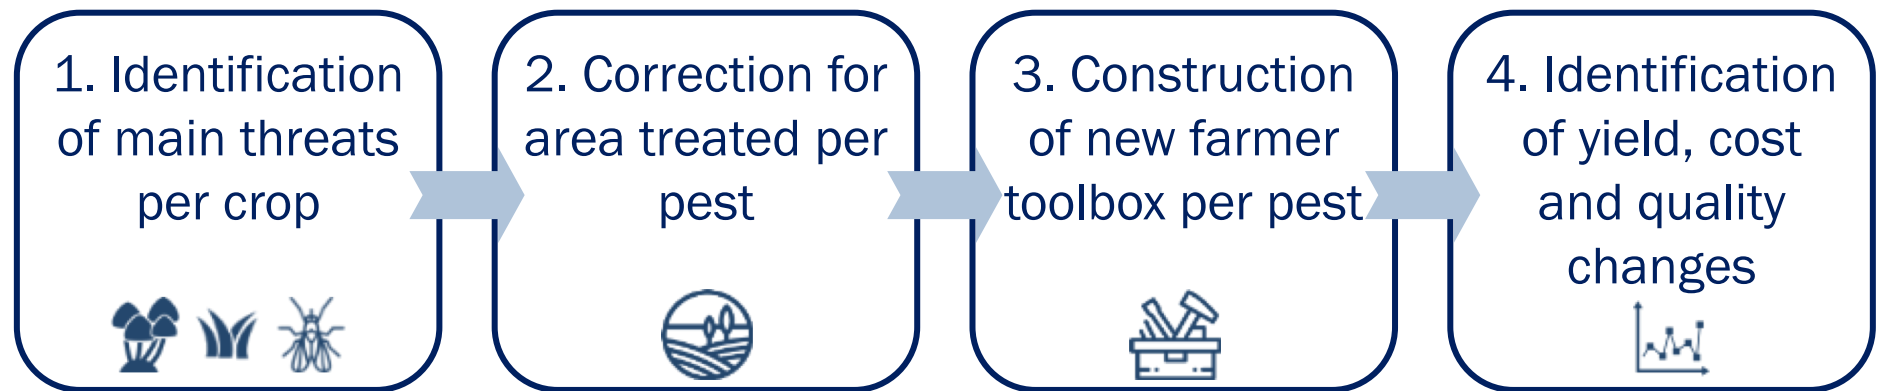 1. Identification
of main threats
per crop
2. Correction for
area treated per
pest
3. Construction
of new farmer
toolbox per pest
4. Identification
of yield, cost
and quality
changes